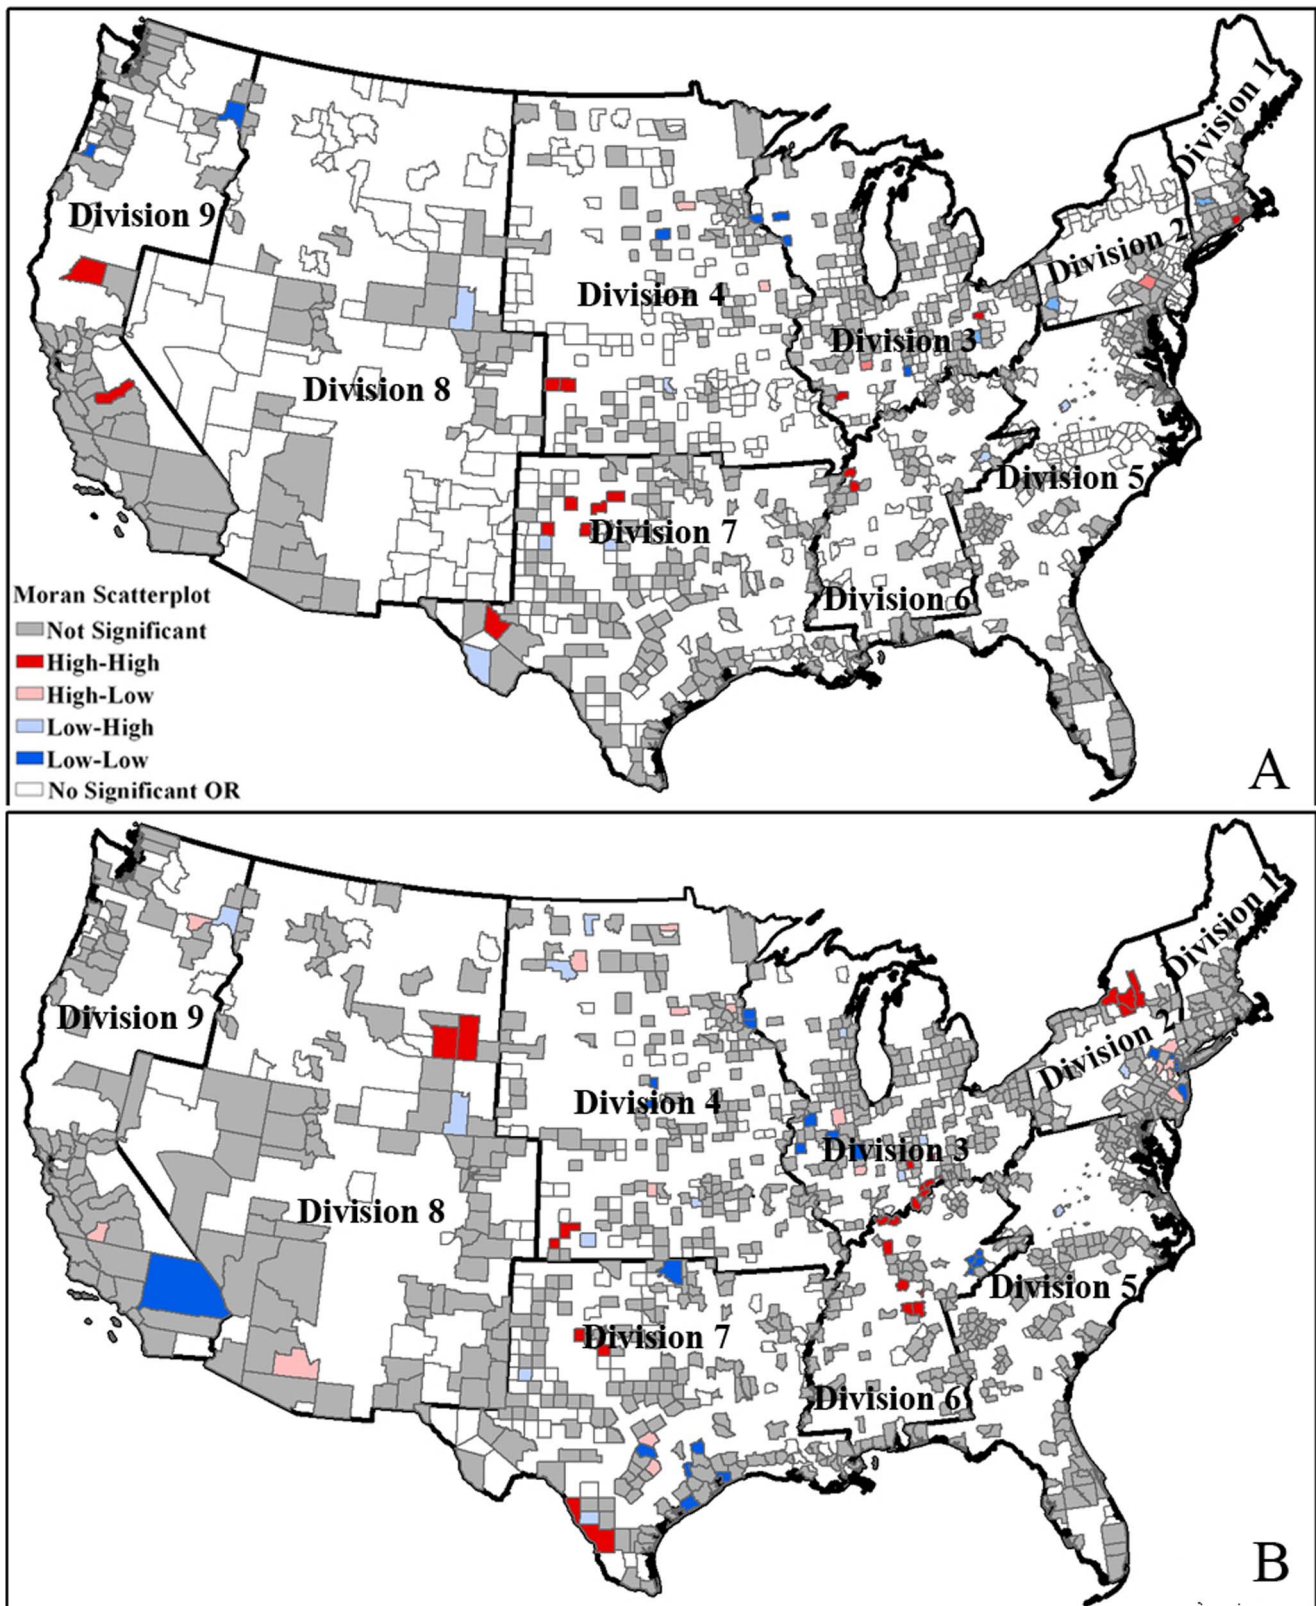 Division 1
Division 2
Division 9
Division 4
Division 3
Division 8
Division 5
Division 7
Division 6
Moran Scatterplot
Not Significant
High-High
High-Low
Low-High
Low-Low
No Significant OR
A
Division 1
Division 9
Division 2
Division 4
Division 3
Division 8
Division 5
Division 7
Division 6
B